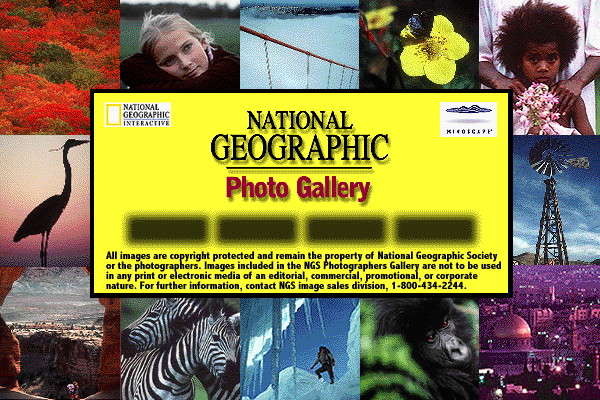 NATIONAL
GEOGRAPHIC
INTERACTIVE
MINDSCAPE
NATIONAL
GEOGRAPHIC
Photo Gallery
All images are copyright protected and remain the property of National Geographic Society
or the photographers. Images included in the NGS Photographers Gallery are not to be used
in any print or electronic media of an editorial, commercial, promotional, or corporate
nature. For further information, contact NGS image sales division, 1-800-434-2244.